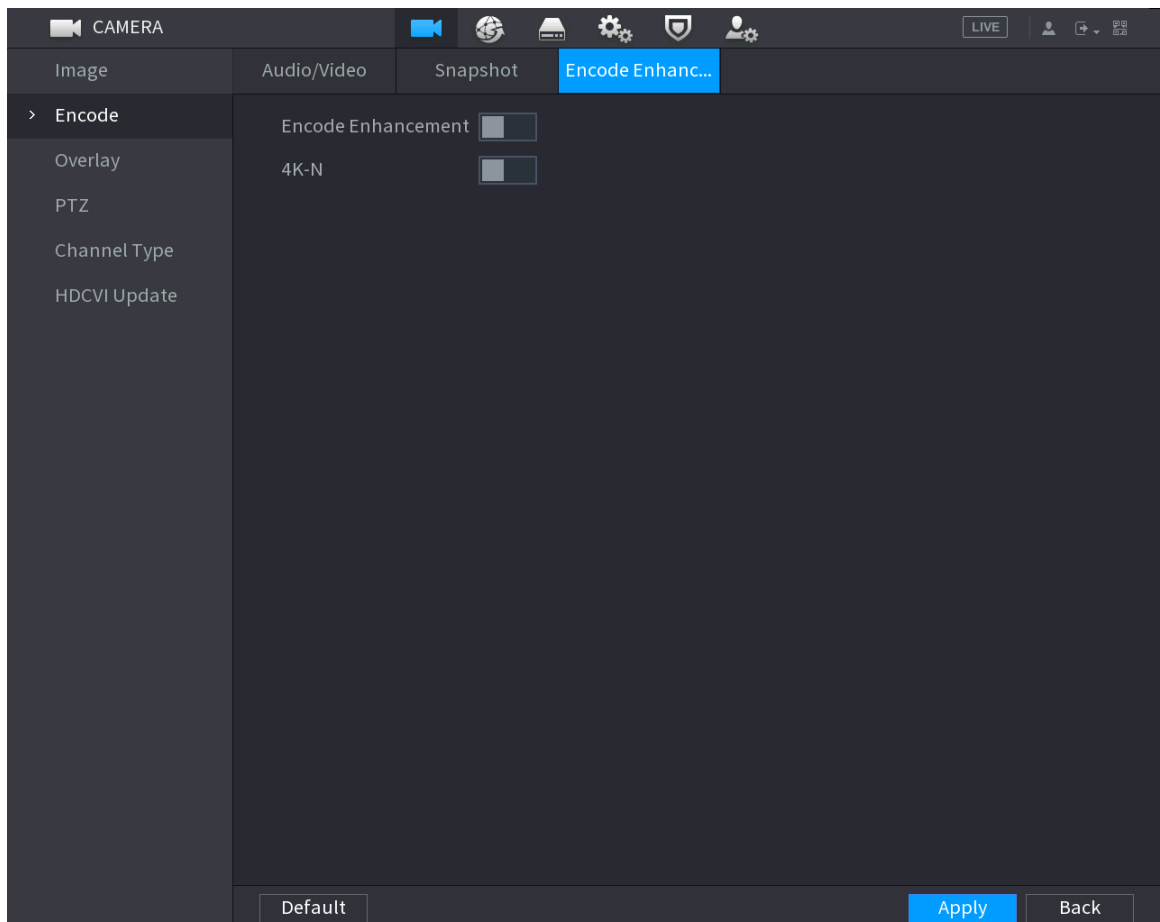 CAMERA
LIVE
Image
Audio/Video
Snapshot
Encode Enhanc...
Encode
Encode Enhancement
Overlay
4K-N
PTZ
Channel Type
HDCVI Update
Default
Apply
Back